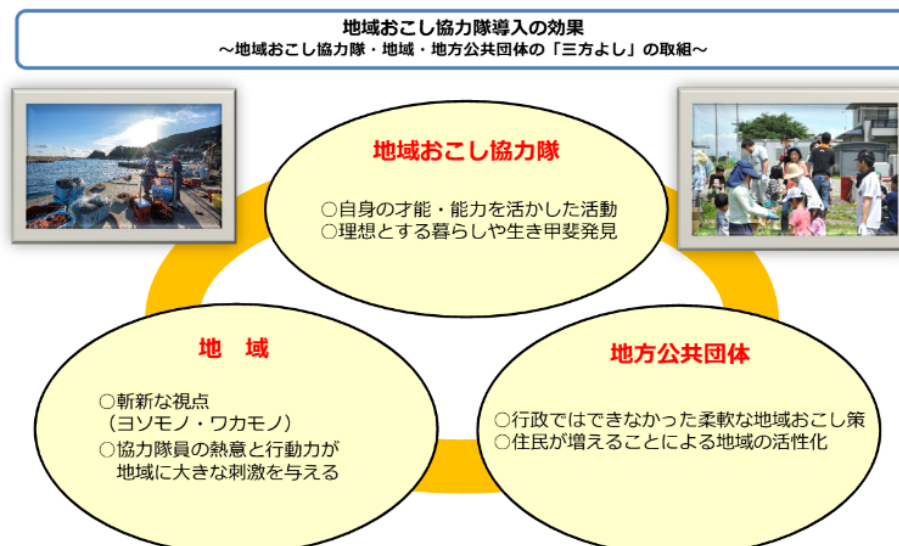 地域おこし協力隊導入の効果
～地域おこし協力隊・地域・地方公共団体の「三方よし」の取組～
地域おこし協力隊
○自身の才能・能力を活かした活動
○理想とする暮らしや生き甲斐発見
地　域
○斬新な視点
（ヨソモノ・ワカモノ）
○協力隊員の熱意と行動力が
地域に大きな刺激を与える
地方公共団体
○行政ではできなかった柔軟な地域おこし策
○住民が増えることによる地域の活性化